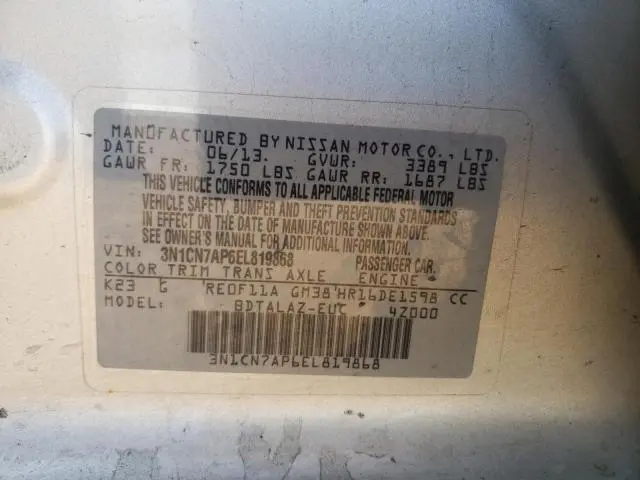 MANUFACTURED BY NISSAN MOTOR CO., LTD.
DATE: 06/13. GVWR: 3389 LBS
GAWR FR: 1750 LBS GAWR RR: 1687 LBS
THIS VEHICLE CONFORMS TO ALL APPLICABLE FEDERAL MOTOR
VEHICLE SAFETY, BUMPER AND THEFT PREVENTION STANDARDS
IN EFFECT ON THE DATE OF MANUFACTURE SHOWN ABOVE.
SEE OWNER'S MANUAL FOR ADDITIONAL INFORMATION.
VIN: 3N1CN7AP6EL819868 PASSENGER CAR.
COLOR TRIM TRANS AXLE ENGINE
K23 G RE0F11A GM38 HR16DE1598 CC
MODEL: BDTALAZ-EUC 42000
3N1CN7AP6EL819868